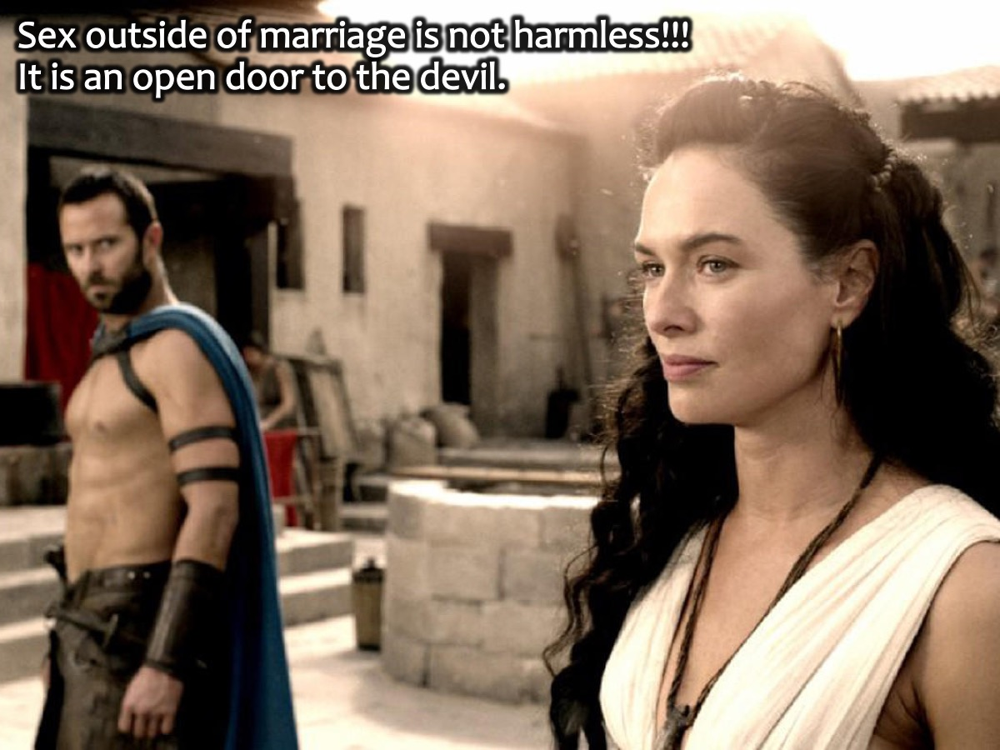 Sex outside of marriage is not harmless!!!
It is an open door to the devil.